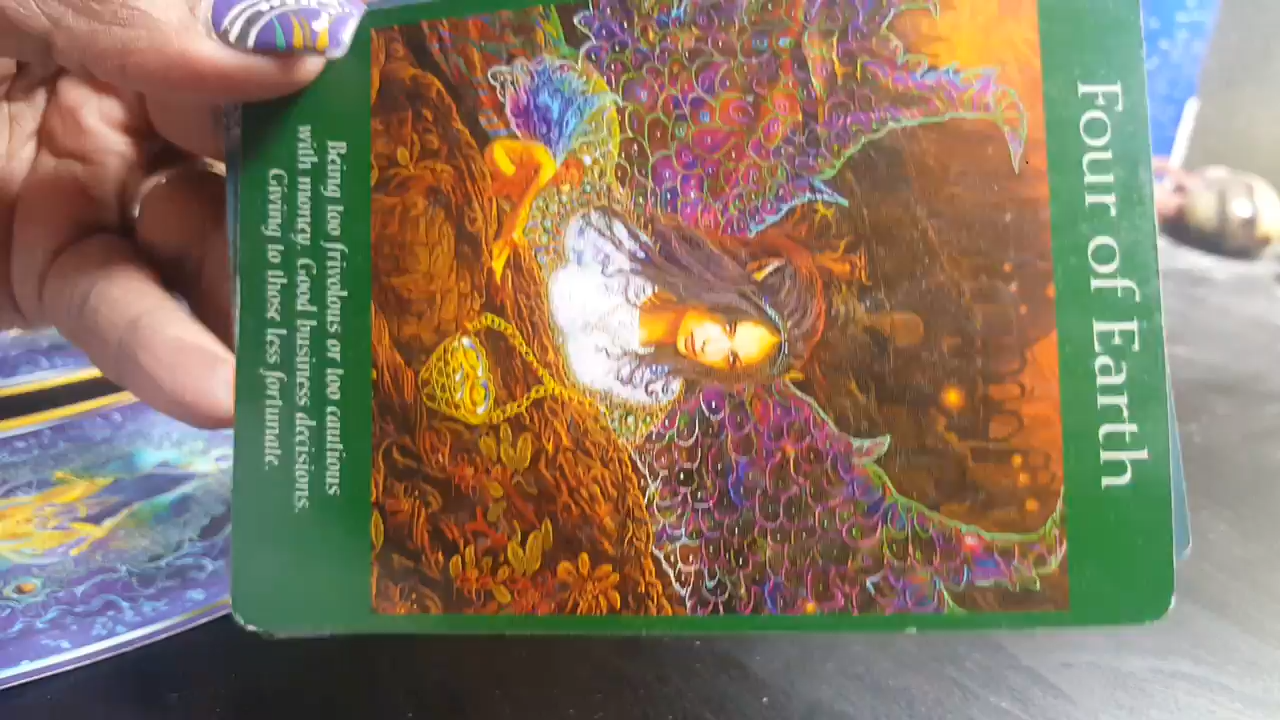 Four of Earth
Being too frivolous or too cautious
with money. Good business decisions.
Giving to those less fortunate.